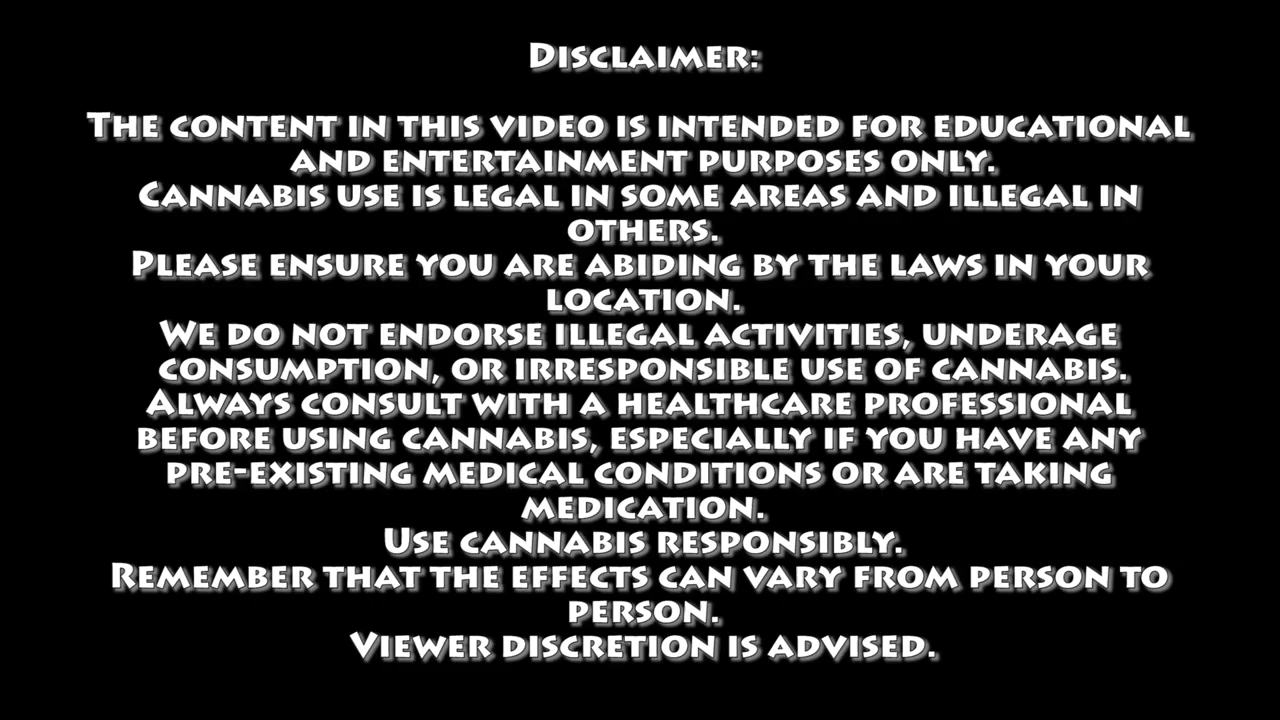 Disclaimer:
The content in this video is intended for educational
and entertainment purposes only.
Cannabis use is legal in some areas and illegal in
others.
Please ensure you are abiding by the laws in your
location.
We do not endorse illegal activities, underage
consumption, or irresponsible use of cannabis.
Always consult with a healthcare professional
before using cannabis, especially if you have any
pre-existing medical conditions or are taking
medication.
Use cannabis responsibly.
Remember that the effects can vary from person to
person.
Viewer discretion is advised.